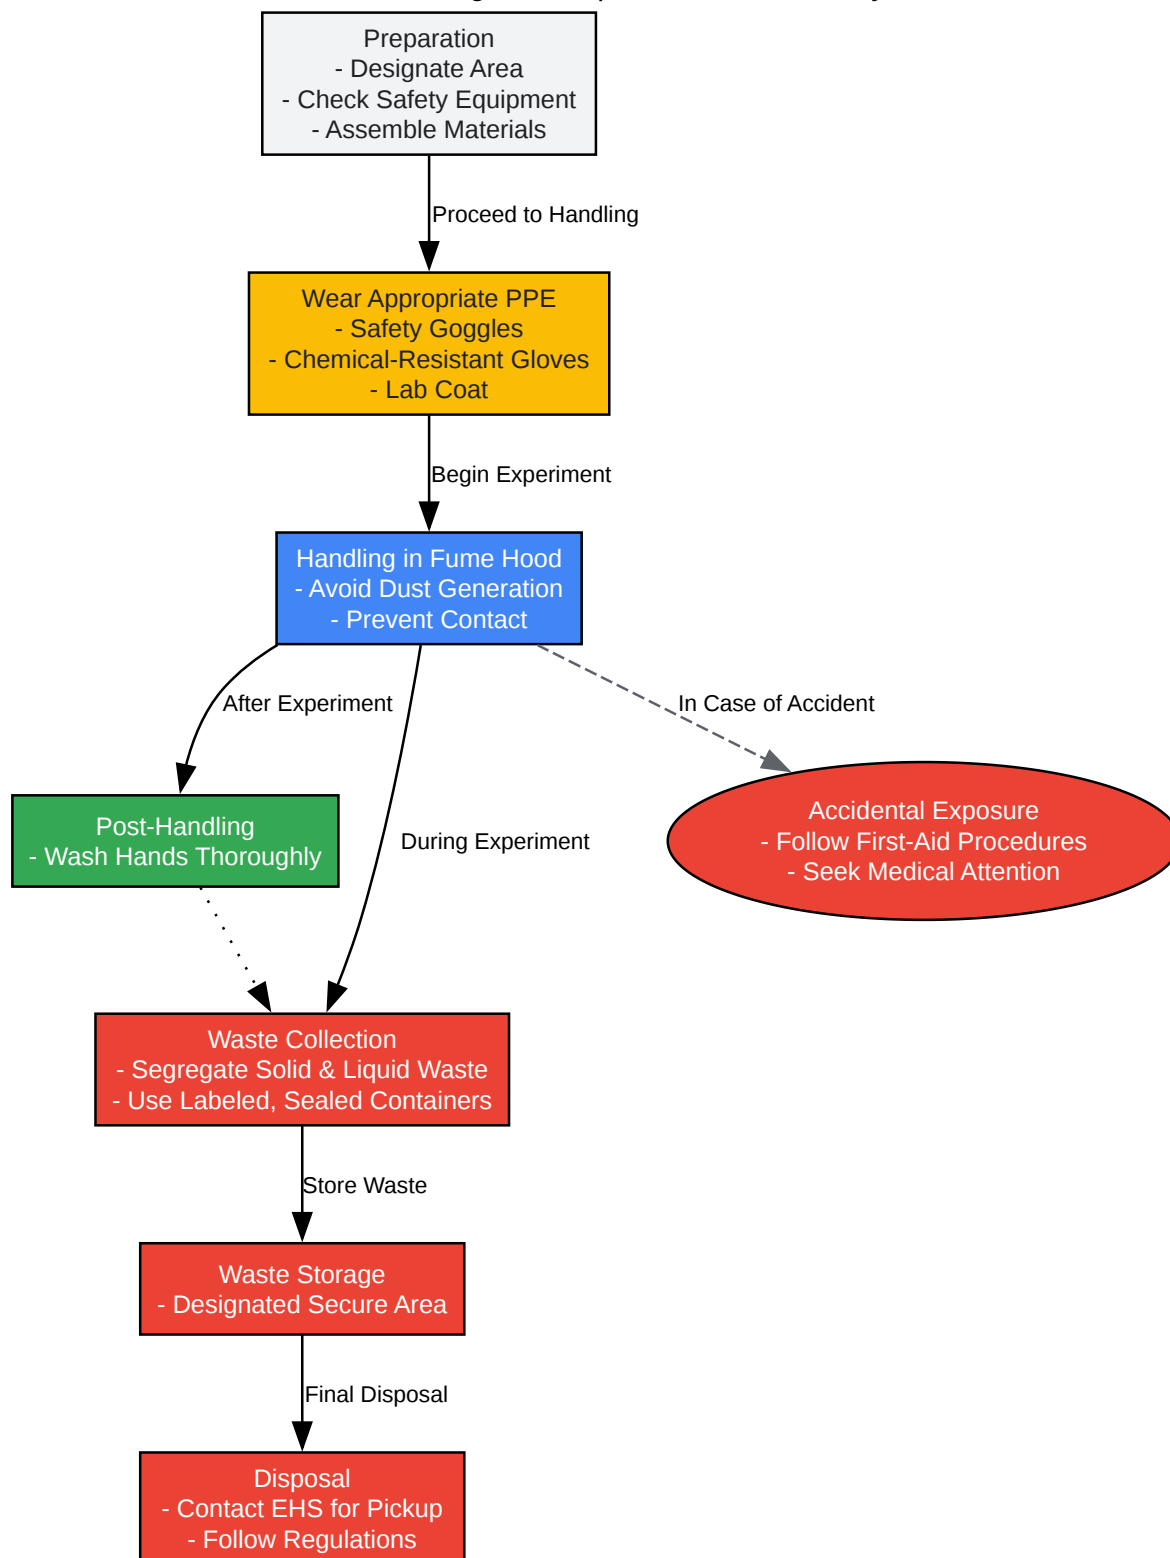 Preparation
- Designate Area
- Check Safety Equipment
- Assemble Materials
Proceed to Handling
Wear Appropriate PPE
- Safety Goggles
- Chemical-Resistant Gloves
- Lab Coat
Begin Experiment
Handling in Fume Hood
- Avoid Dust Generation
- Prevent Contact
After Experiment
In Case of Accident
Post-Handling
- Wash Hands Thoroughly
During Experiment
Accidental Exposure
- Follow First-Aid Procedures
- Seek Medical Attention
Waste Collection
- Segregate Solid & Liquid Waste
- Use Labeled, Sealed Containers
Store Waste
Waste Storage
- Designated Secure Area
Final Disposal
Disposal
- Contact EHS for Pickup
- Follow Regulations